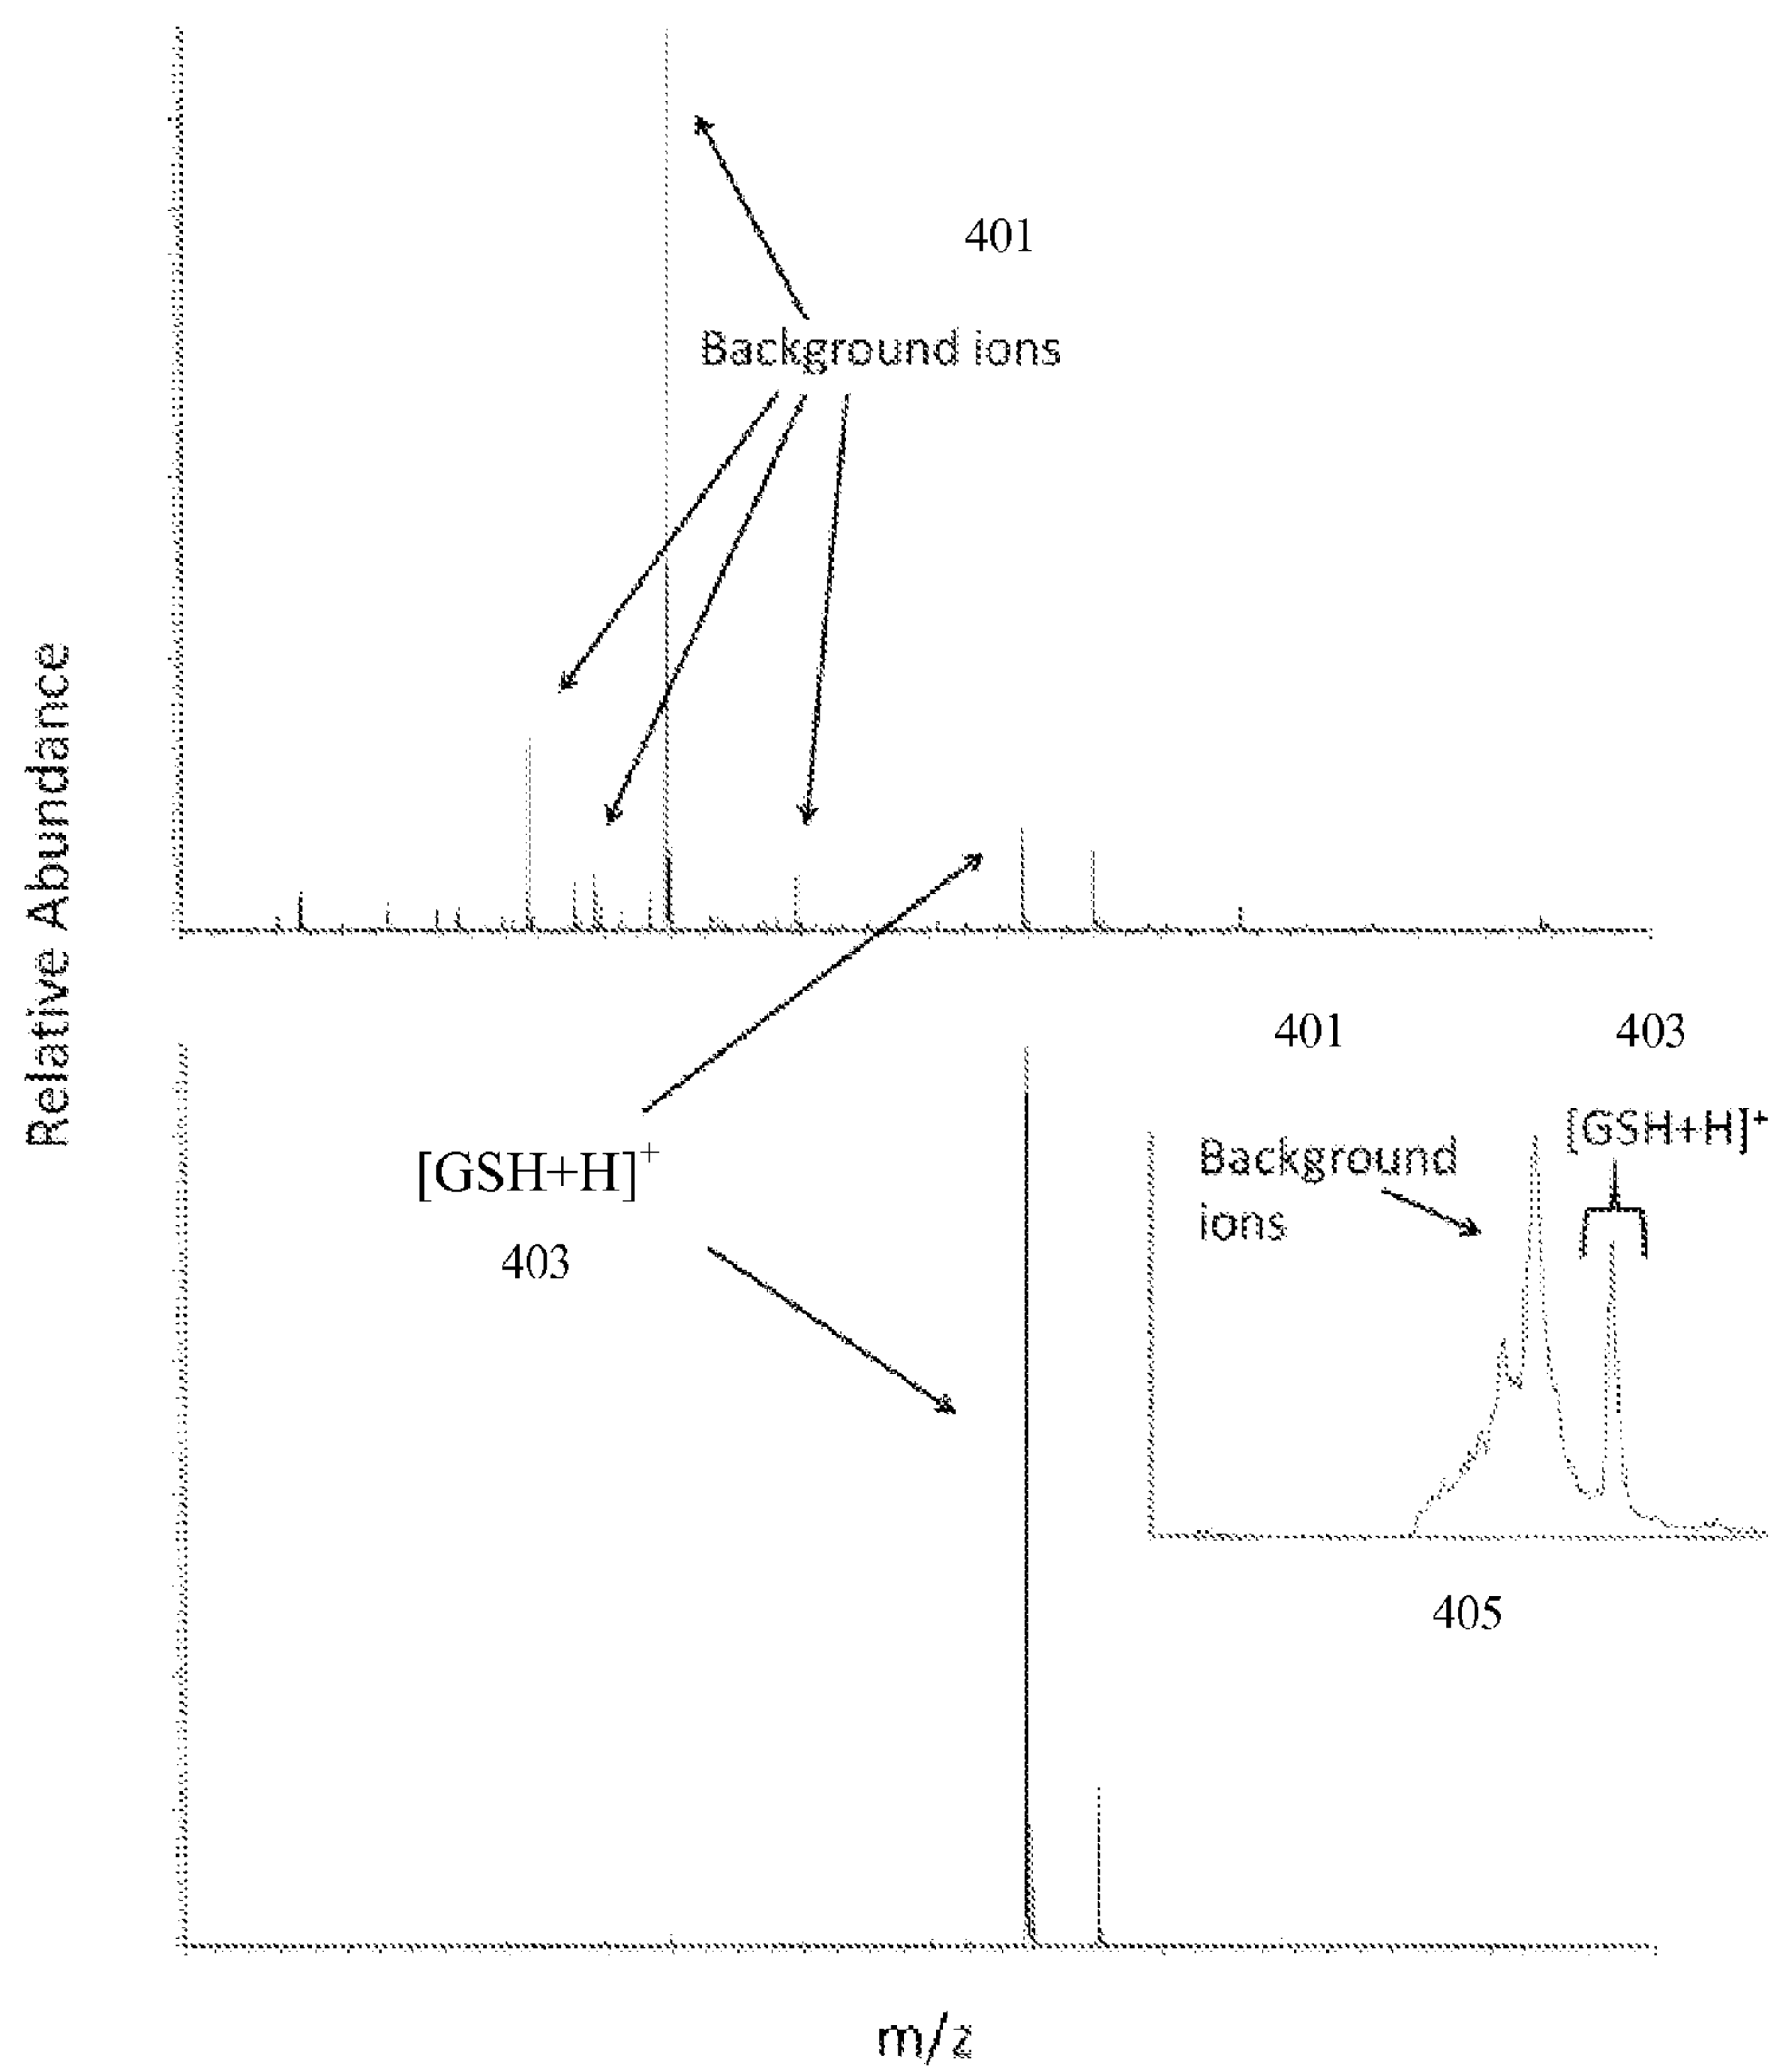 401
Background ions
Relative Abundance
401
403
[GSH+H]⁺
Background
ions
[GSH+H]⁺
403
405
m/z